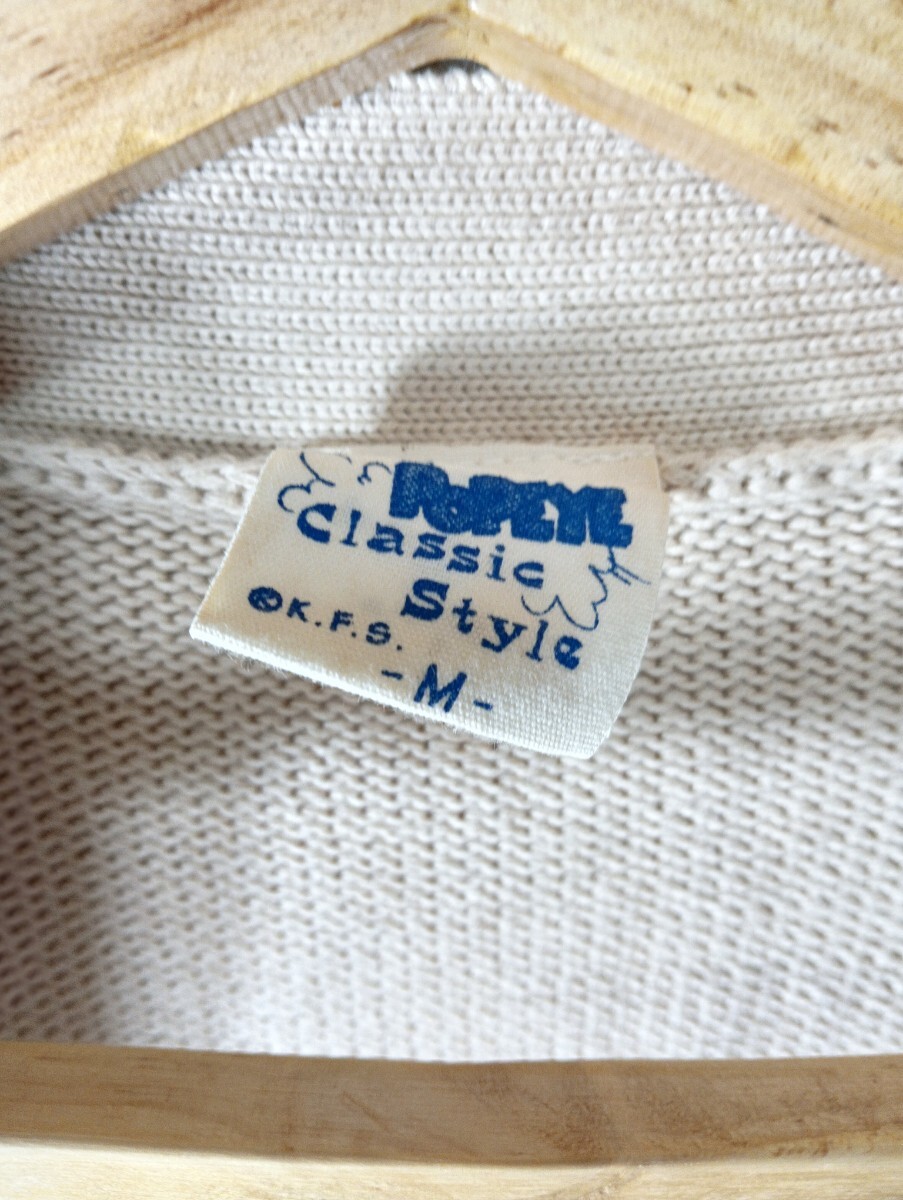 POPEYE
Classic
Style
©K.F.S.
-M-